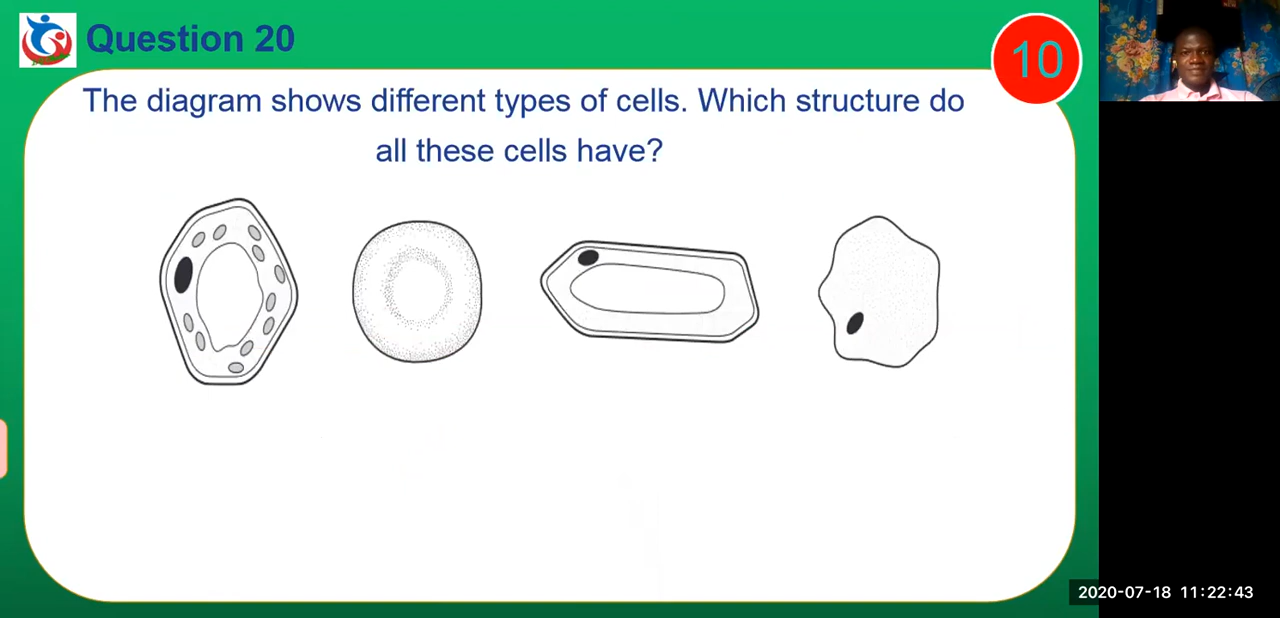 Question 20
10
The diagram shows different types of cells. Which structure do
all these cells have?
2020-07-18 11:22:43